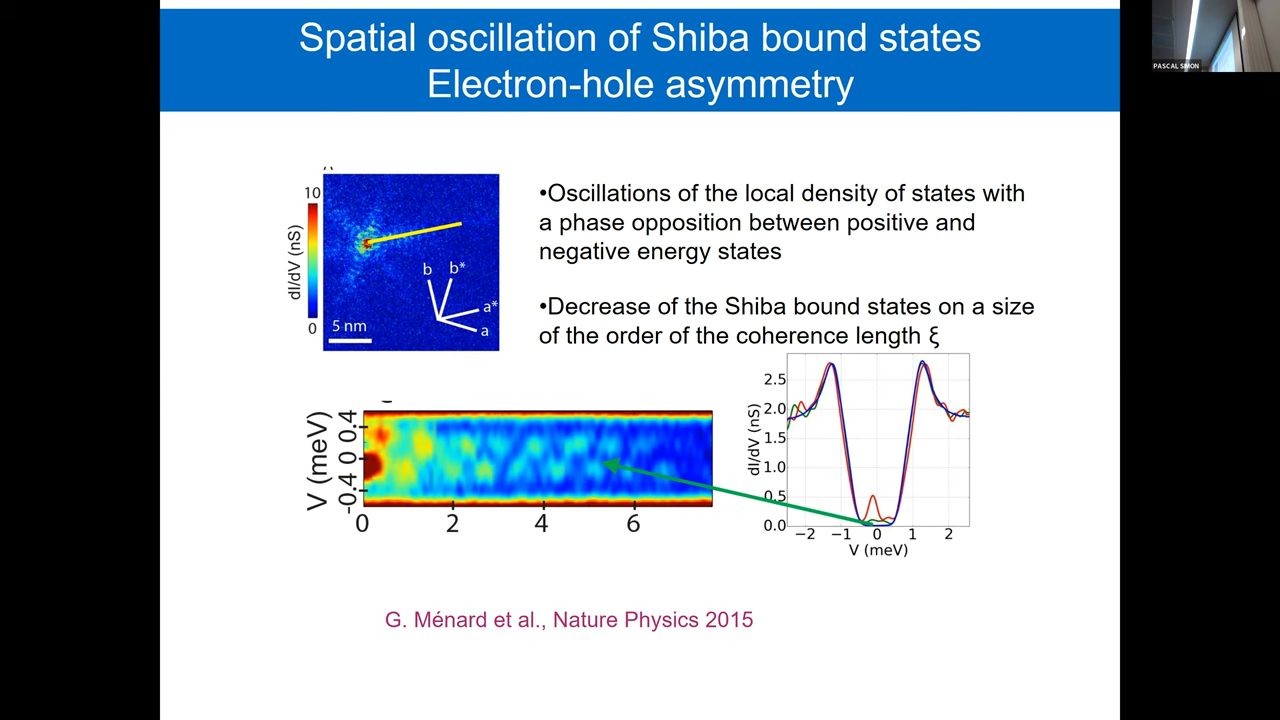 Spatial oscillation of Shiba bound states
Electron-hole asymmetry
PASCAL SIMON
10
dI/dV (nS)
0
5 nm
b
b*
a*
a
•Oscillations of the local density of states with
a phase opposition between positive and
negative energy states
•Decrease of the Shiba bound states on a size
of the order of the coherence length ξ
V (meV)
0.4
0
-0.4
0 2 4 6
dI/dV (nS)
2.5
2.0
1.5
1.0
0.5
0.0
−2 −1 0 1 2
V (meV)
G. Ménard et al., Nature Physics 2015